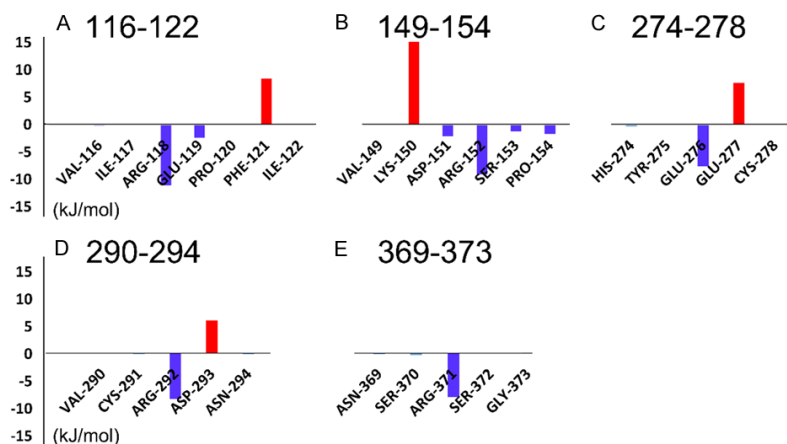 A 116-122
B 149-154
C 274-278
15
10
5
0
-5
-10
-15
VAL-116
ILE-117
ARG-118
GLU-119
PRO-120
PHE-121
ILE-122
(kJ/mol)
VAL-149
LYS-150
ASP-151
ARG-152
SER-153
PRO-154
HIS-274
TYR-275
GLU-276
GLU-277
CYS-278
D 290-294
E 369-373
15
10
5
0
-5
-10
-15
VAL-290
CYS-291
ARG-292
ASP-293
ASN-294
(kJ/mol)
ASN-369
SER-370
ARG-371
SER-372
GLY-373